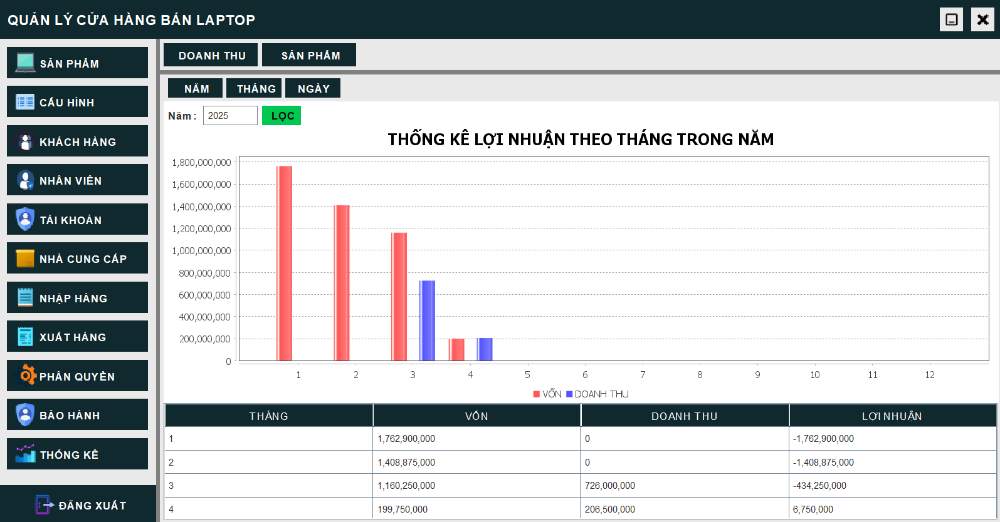 QUẢN LÝ CỬA HÀNG BÁN LAPTOP
SẢN PHẨM
CẤU HÌNH
KHÁCH HÀNG
NHÂN VIÊN
TÀI KHOẢN
NHÀ CUNG CẤP
NHẬP HÀNG
XUẤT HÀNG
PHÂN QUYỀN
BẢO HÀNH
THỐNG KÊ
ĐĂNG XUẤT
DOANH THU SẢN PHẨM
NĂM THÁNG NGÀY
Năm : 2025 LỌC
THỐNG KÊ LỢI NHUẬN THEO THÁNG TRONG NĂM
1,800,000,000
1,600,000,000
1,400,000,000
1,200,000,000
1,000,000,000
800,000,000
600,000,000
400,000,000
200,000,000
0
1 2 3 4 5 6 7 8 9 10 11 12
VỐN DOANH THU
THÁNG VỐN DOANH THU LỢI NHUẬN
1 1,762,900,000 0 -1,762,900,000
2 1,408,875,000 0 -1,408,875,000
3 1,160,250,000 726,000,000 -434,250,000
4 199,750,000 206,500,000 6,750,000